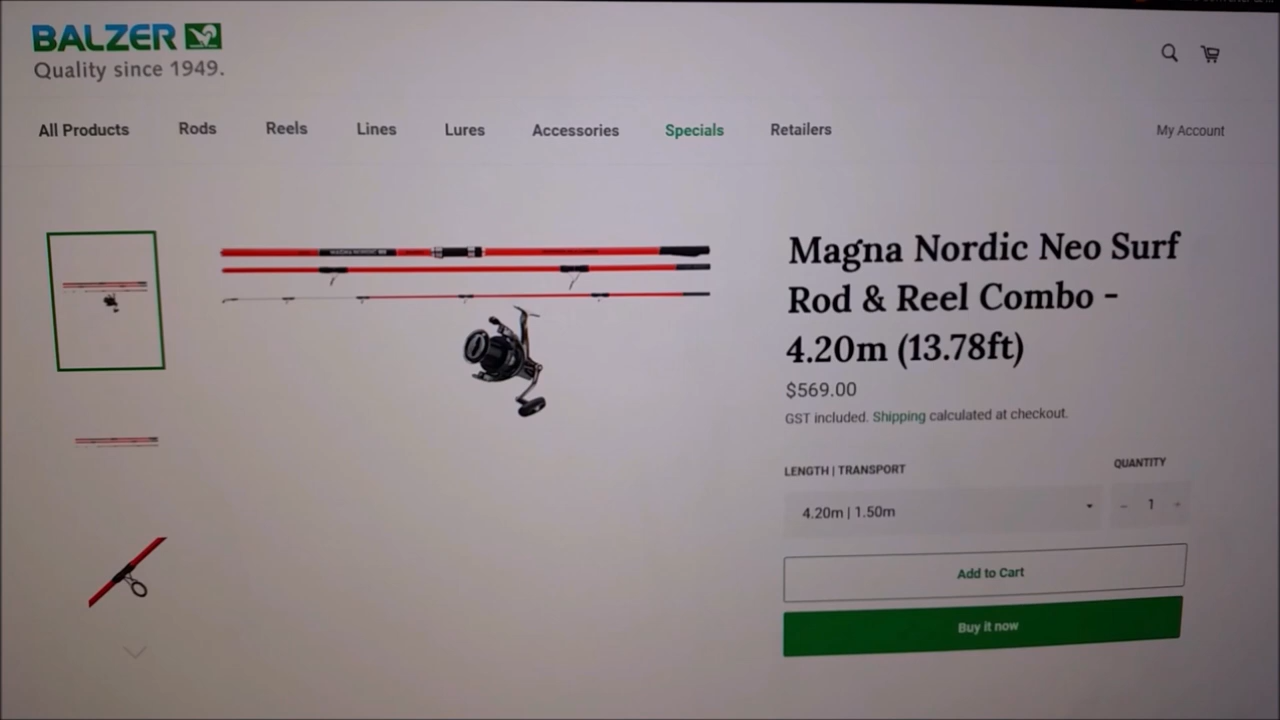 BALZER
Quality since 1949.
All Products Rods Reels Lines Lures Accessories Specials Retailers My Account
Magna Nordic Neo Surf
Rod & Reel Combo -
4.20m (13.78ft)
$569.00
GST included. Shipping calculated at checkout.
LENGTH | TRANSPORT QUANTITY
4.20m | 1.50m - 1 +
Add to Cart
Buy it now